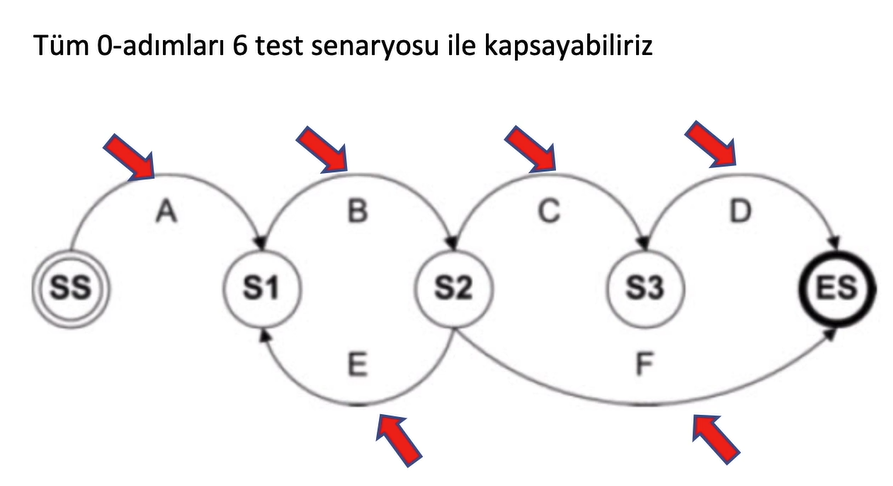 Tüm 0-adımları 6 test senaryosu ile kapsayabiliriz
A
B
C
D
SS
S1
S2
S3
ES
E
F